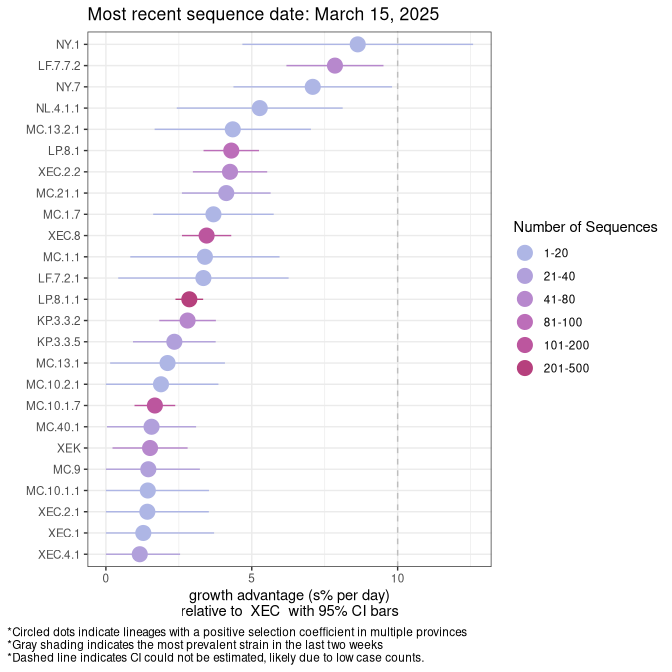 Most recent sequence date: March 15, 2025
NY.1
LF.7.7.2
NY.7
NL.4.1.1
MC.13.2.1
LP.8.1
XEC.2.2
MC.21.1
MC.1.7
XEC.8
MC.1.1
LF.7.2.1
LP.8.1.1
KP.3.3.2
KP.3.3.5
MC.13.1
MC.10.2.1
MC.10.1.7
MC.40.1
XEK
MC.9
MC.10.1.1
XEC.2.1
XEC.1
XEC.4.1
0 5 10
growth advantage (s% per day)
relative to XEC with 95% CI bars
Number of Sequences
1-20
21-40
41-80
81-100
101-200
201-500
*Circled dots indicate lineages with a positive selection coefficient in multiple provinces
*Gray shading indicates the most prevalent strain in the last two weeks
*Dashed line indicates CI could not be estimated, likely due to low case counts.